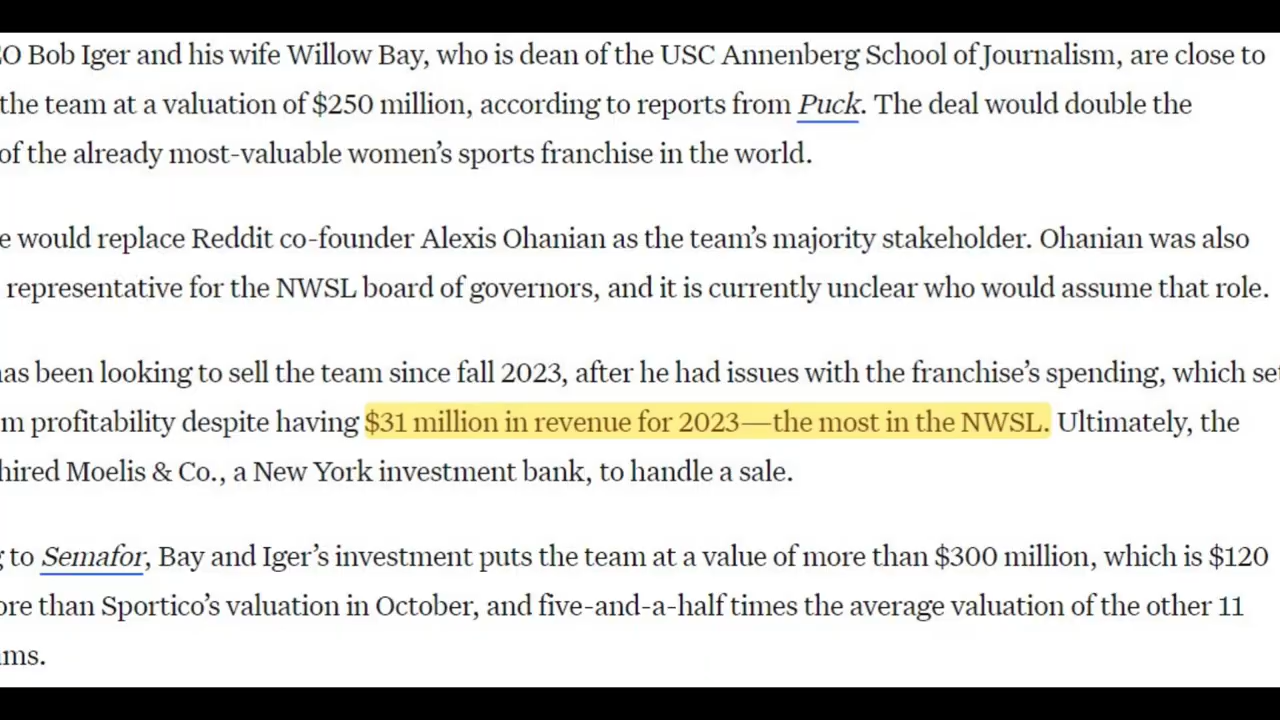 O Bob Iger and his wife Willow Bay, who is dean of the USC Annenberg School of Journalism, are close to
the team at a valuation of $250 million, according to reports from Puck. The deal would double the
of the already most-valuable women’s sports franchise in the world.
e would replace Reddit co-founder Alexis Ohanian as the team’s majority stakeholder. Ohanian was also
representative for the NWSL board of governors, and it is currently unclear who would assume that role.
has been looking to sell the team since fall 2023, after he had issues with the franchise’s spending, which set
m profitability despite having $31 million in revenue for 2023—the most in the NWSL. Ultimately, the
hired Moelis & Co., a New York investment bank, to handle a sale.
g to Semafor, Bay and Iger’s investment puts the team at a value of more than $300 million, which is $120
ore than Sportico’s valuation in October, and five-and-a-half times the average valuation of the other 11
ams.